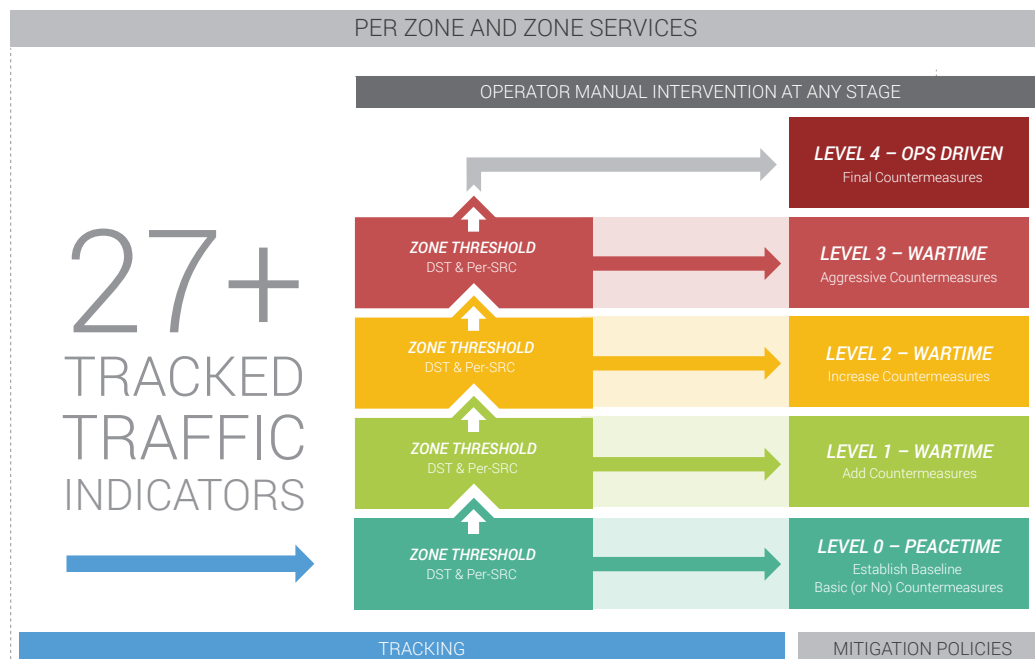 PER ZONE AND ZONE SERVICES
OPERATOR MANUAL INTERVENTION AT ANY STAGE
LEVEL 4 – OPS DRIVEN
Final Countermeasures
27+
TRACKED
TRAFFIC
INDICATORS
ZONE THRESHOLD
DST & Per-SRC
LEVEL 3 – WARTIME
Aggressive Countermeasures
ZONE THRESHOLD
DST & Per-SRC
LEVEL 2 – WARTIME
Increase Countermeasures
ZONE THRESHOLD
DST & Per-SRC
LEVEL 1 – WARTIME
Add Countermeasures
ZONE THRESHOLD
DST & Per-SRC
LEVEL 0 – PEACETIME
Establish Baseline
Basic (or No) Countermeasures
TRACKING
MITIGATION POLICIES